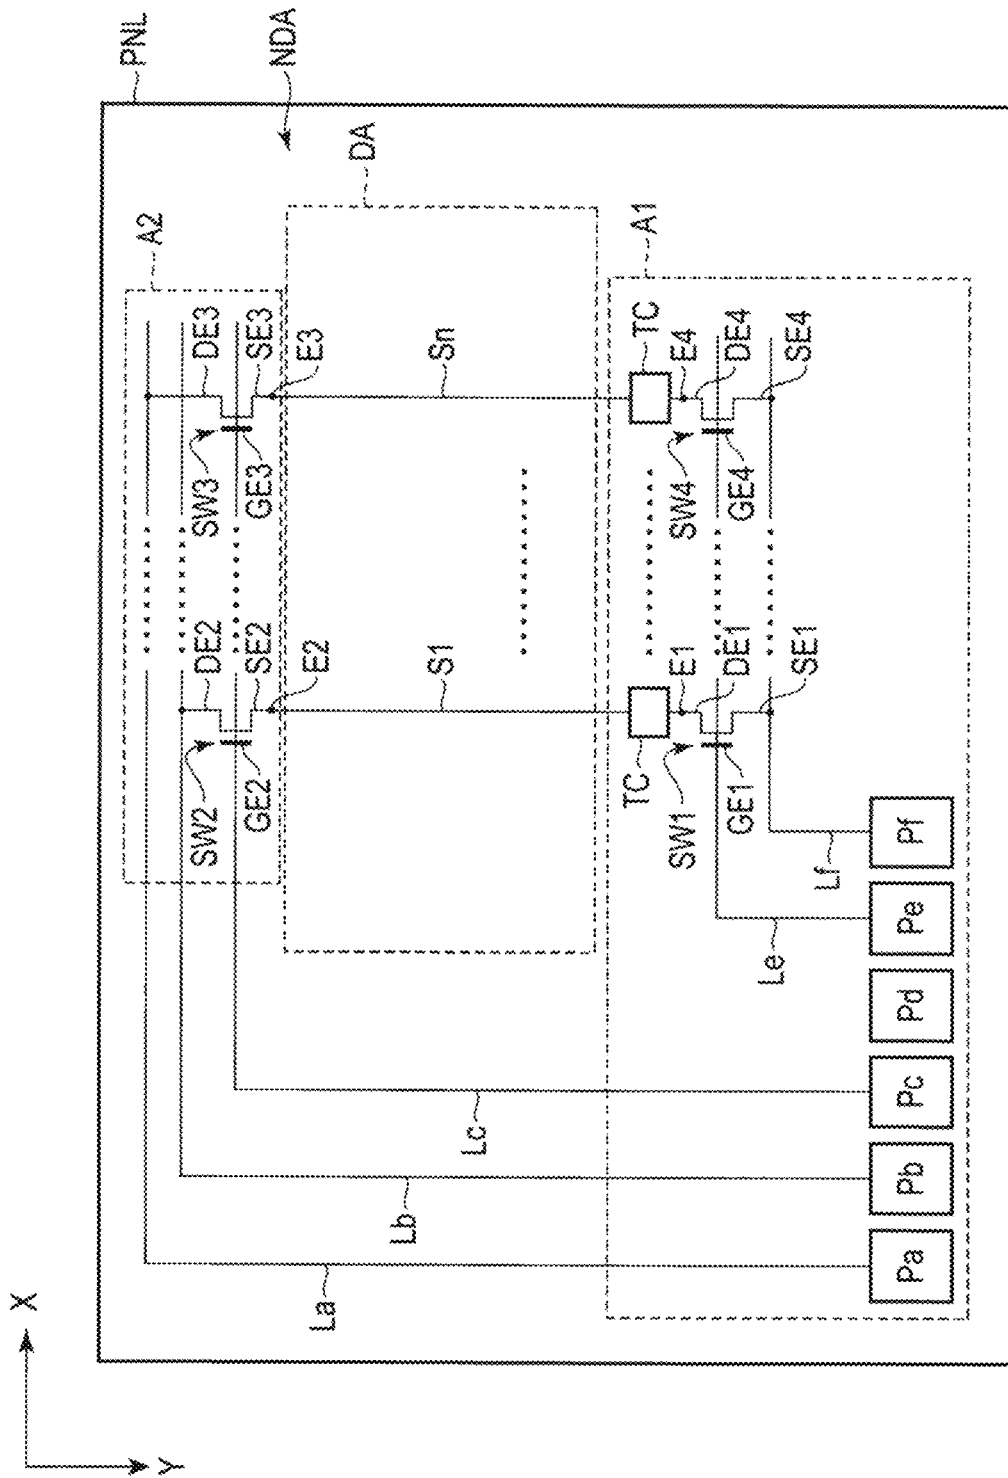 X
Y
PNL
NDA
DA
A2
DE2
DE3
SW2
SW3
GE2
SE2
GE3
SE3
E2
E3
S1
Sn
La
Lb
Lc
A1
TC
TC
E1
E4
SW1
DE1
SW4
DE4
GE1
SE1
GE4
SE4
Le
Lf
Pa
Pb
Pc
Pd
Pe
Pf